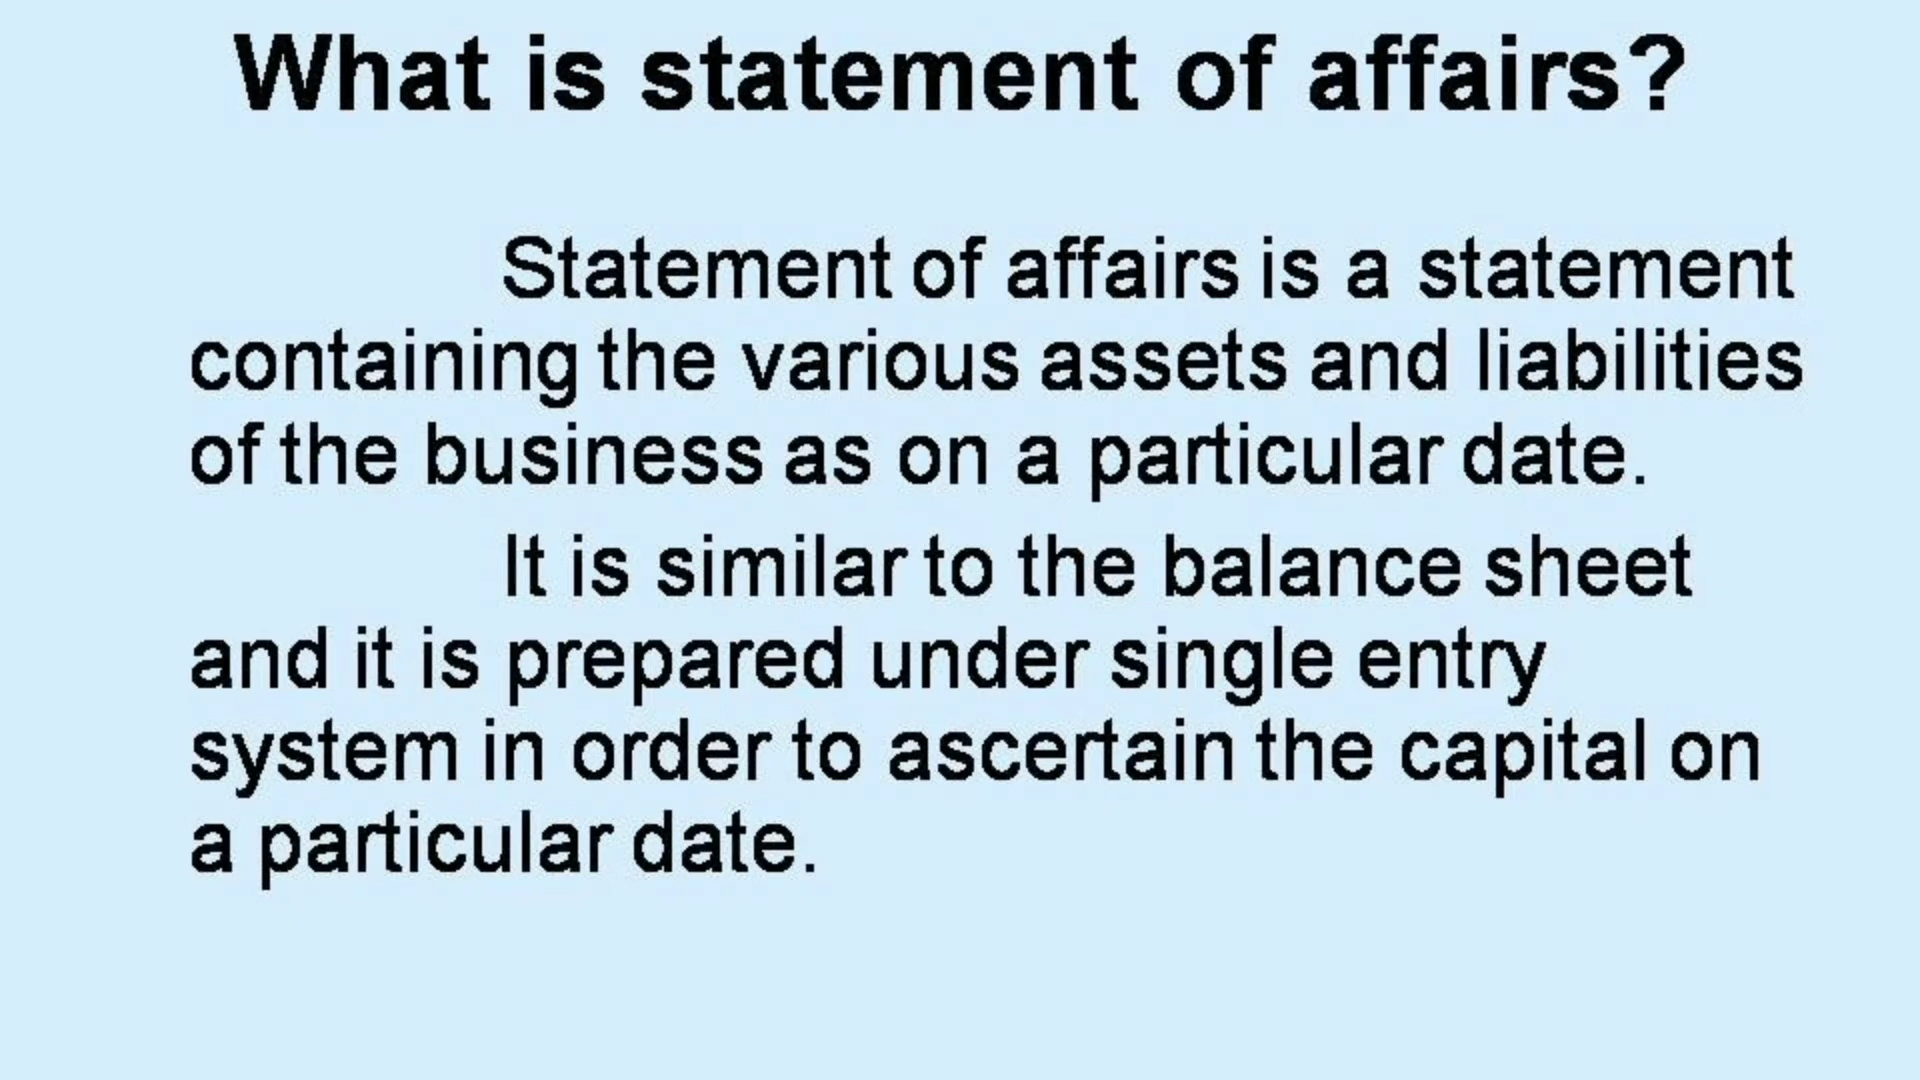 What is statement of affairs?
Statement of affairs is a statement
containing the various assets and liabilities
of the business as on a particular date.
It is similar to the balance sheet
and it is prepared under single entry
system in order to ascertain the capital on
a particular date.